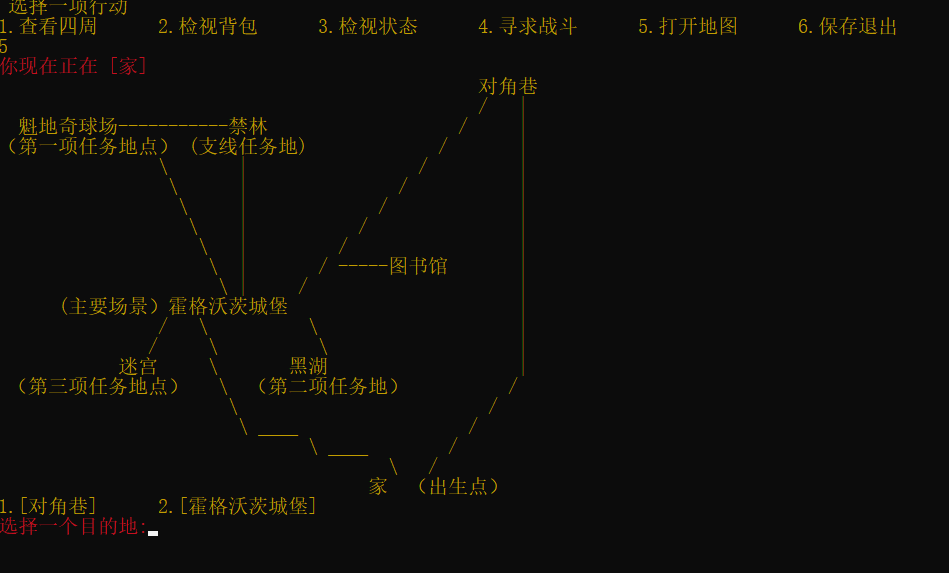 选择一项行动
1.查看四周 2.检视背包 3.检视状态 4.寻求战斗 5.打开地图 6.保存退出
5
你现在正在 [家]
对角巷
魁地奇球场-----------禁林
（第一项任务地点） (支线任务地)
-----图书馆
(主要场景）霍格沃茨城堡
迷宫 黑湖
（第三项任务地点） （第二项任务地）
家 （出生点）
1.[对角巷] 2.[霍格沃茨城堡]
选择一个目的地: